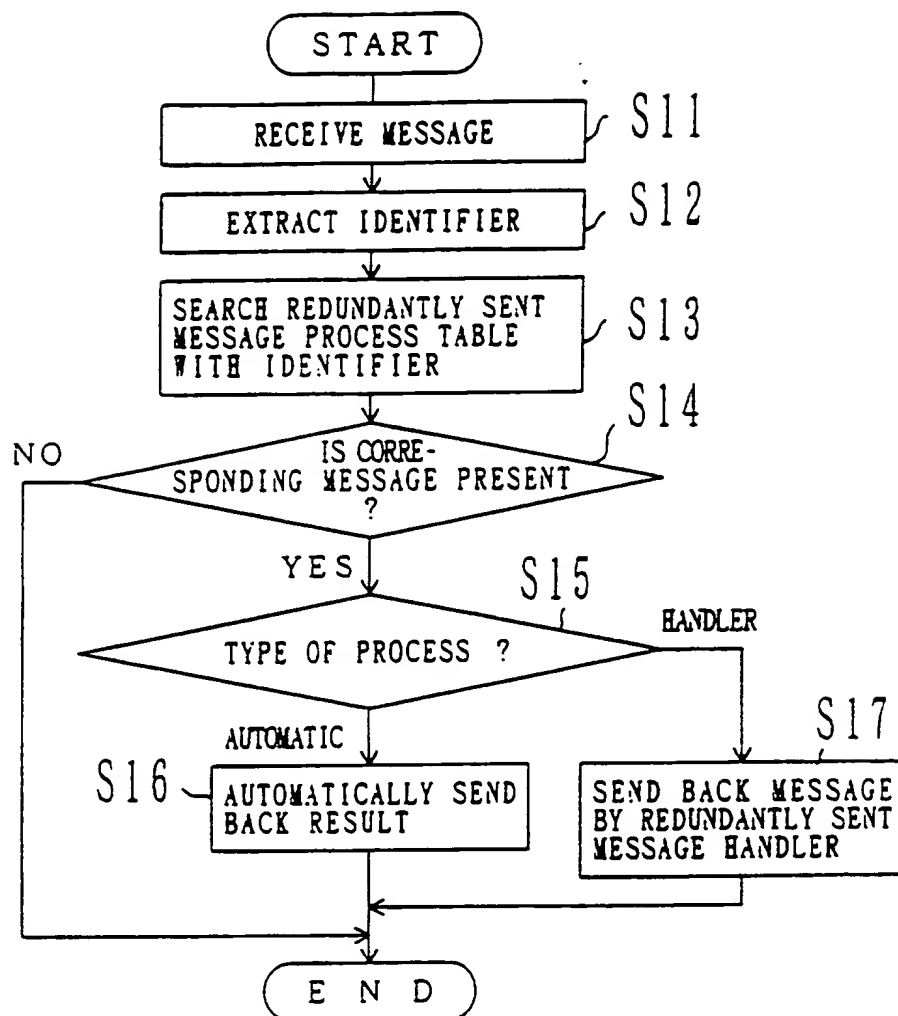 START
RECEIVE MESSAGE
S11
EXTRACT IDENTIFIER
S12
SEARCH REDUNDANTLY SENT
MESSAGE PROCESS TABLE
WITH IDENTIFIER
S13
S14
IS CORRE-
SPONDING MESSAGE PRESENT
?
NO
YES
S15
TYPE OF PROCESS ?
HANDLER
AUTOMATIC
S16
AUTOMATICALLY SEND
BACK RESULT
S17
SEND BACK MESSAGE
BY REDUNDANTLY SENT
MESSAGE HANDLER
END